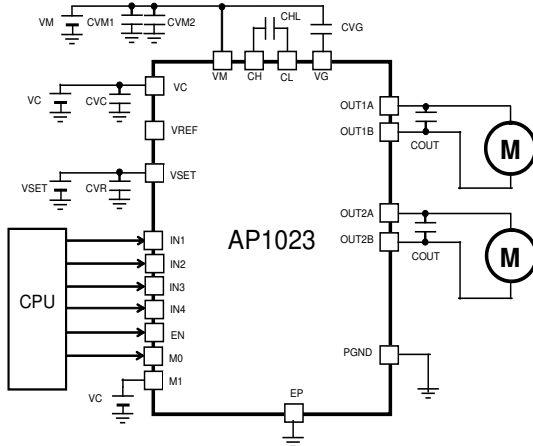 VM
CVM1
CVM2
CHL
CVG
VM
CH
CL
VG
VC
CVC
VC
VREF
VSET
CVR
VSET
OUT1A
OUT1B
COUT
M
OUT2A
OUT2B
COUT
M
AP1023
CPU
IN1
IN2
IN3
IN4
EN
M0
M1
VC
PGND
EP